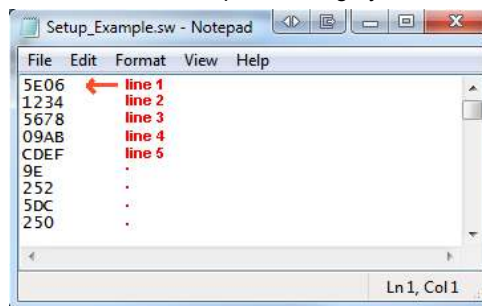 Setup_Example.sw - Notepad
File Edit Format View Help
5E06 line 1
1234 line 2
5678 line 3
09AB line 4
CDEF line 5
9E .
252 .
5DC .
250 .
Ln 1, Col 1